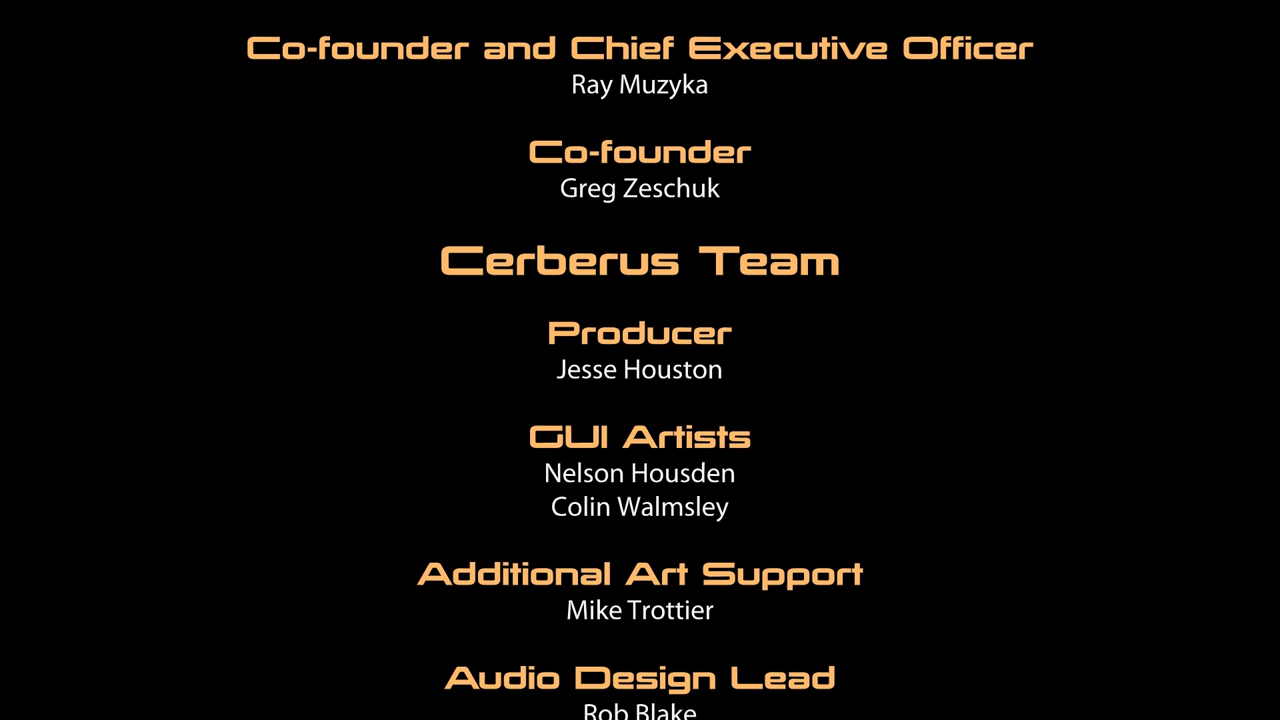 Co-founder and Chief Executive Officer
Ray Muzyka
Co-founder
Greg Zeschuk
Cerberus Team
Producer
Jesse Houston
GUI Artists
Nelson Housden
Colin Walmsley
Additional Art Support
Mike Trottier
Audio Design Lead
Rob Blake